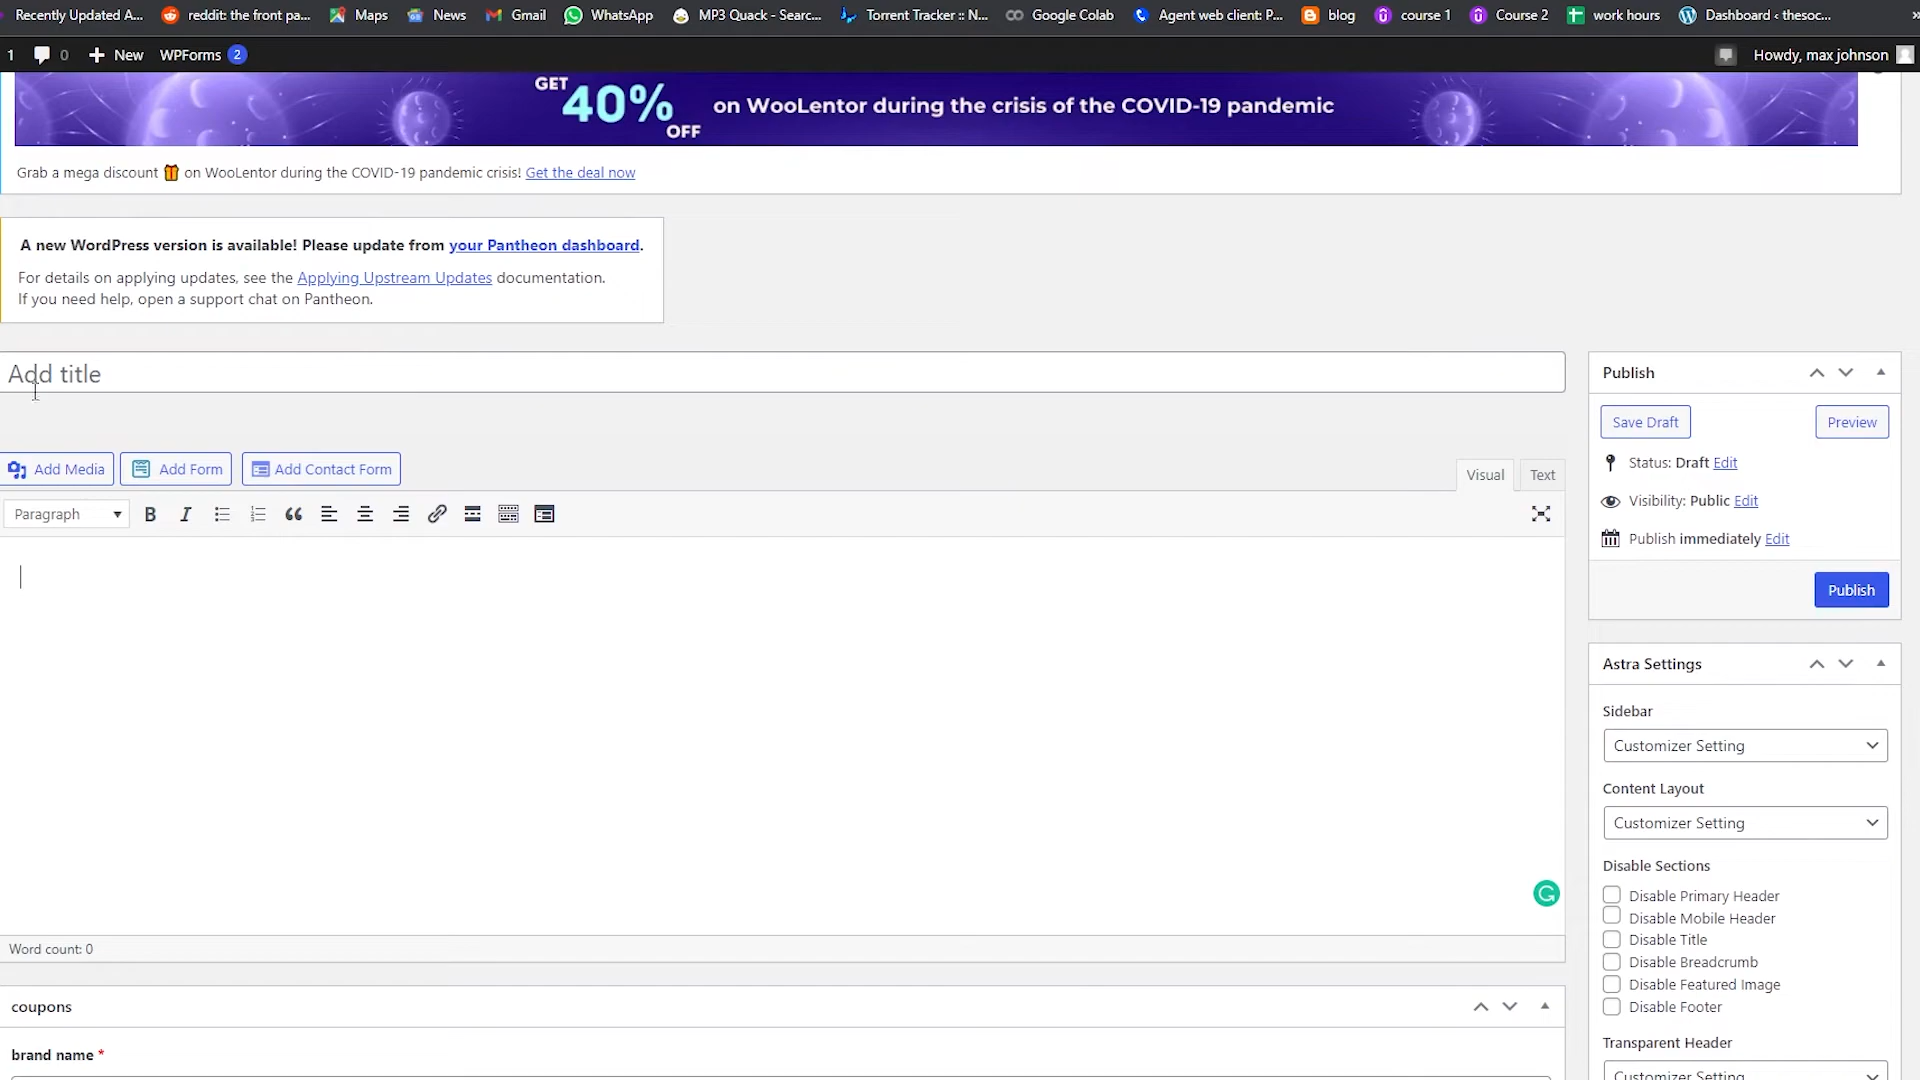 Recently Updated A... reddit: the front pa... Maps News Gmail WhatsApp MP3 Quack - Searc... Torrent Tracker :: N... Google Colab Agent web client: P... blog course 1 Course 2 work hours Dashboard ‹ thesoc... »
1 0 New WPForms 2 Howdy, max johnson
GET 40% OFF on WooLentor during the crisis of the COVID-19 pandemic
Grab a mega discount on WooLentor during the COVID-19 pandemic crisis! Get the deal now
A new WordPress version is available! Please update from your Pantheon dashboard.
For details on applying updates, see the Applying Upstream Updates documentation.
If you need help, open a support chat on Pantheon.
Add title
Add Media Add Form Add Contact Form
Visual Text
Paragraph
Word count: 0
coupons
brand name *
Publish
Save Draft Preview
Status: Draft Edit
Visibility: Public Edit
Publish immediately Edit
Publish
Astra Settings
Sidebar
Customizer Setting
Content Layout
Customizer Setting
Disable Sections
Disable Primary Header
Disable Mobile Header
Disable Title
Disable Breadcrumb
Disable Featured Image
Disable Footer
Transparent Header
Customizer Setting